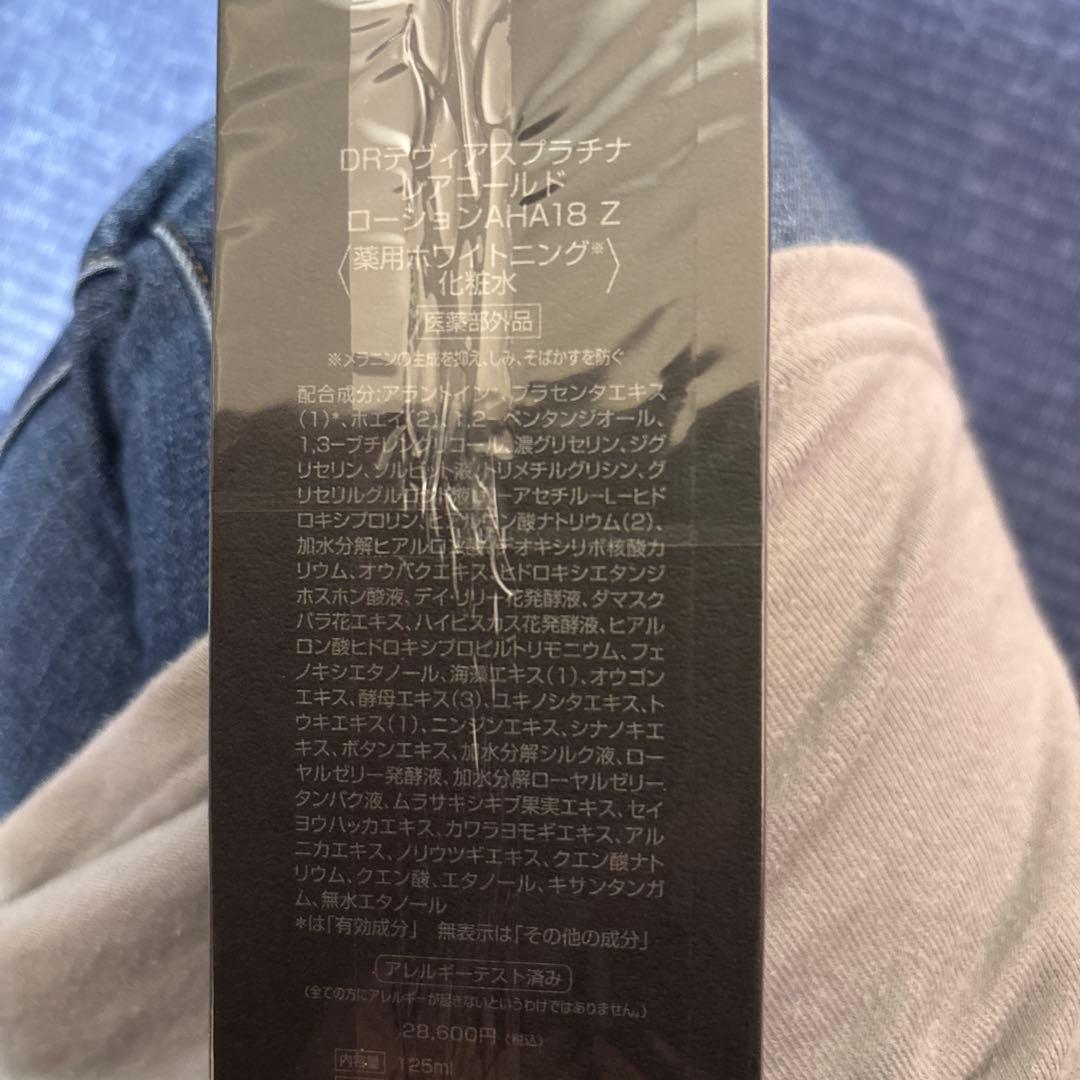 DRデヴィアスプラチナ
レアゴールド
ローションAHA18 Z
〈薬用ホワイトニング※
化粧水〉
医薬部外品
※メラニンの生成を抑え、しみ、そばかすを防ぐ
配合成分:アラントイン*、プラセンタエキス
(1)*、ホエイ(2)、1,2-ペンタンジオール、
1,3-ブチレングリコール、濃グリセリン、ジグ
リセリン、ソルビット液、トリメチルグリシン、グ
リセリルグルコシド液、N-アセチル-L-ヒド
ロキシプロリン、ヒアルロン酸ナトリウム(2)、
加水分解ヒアルロン酸、デオキシリボ核酸カ
リウム、オウバクエキス、ヒドロキシエタンジ
ホスホン酸液、デイ・リリー花発酵液、ダマスク
バラ花エキス、ハイビスカス花発酵液、ヒアル
ロン酸ヒドロキシプロピルトリモニウム、フェ
ノキシエタノール、海藻エキス(1)、オウゴン
エキス、酵母エキス(3)、ユキノシタエキス、ト
ウキエキス(1)、ニンジンエキス、シナノキエ
キス、ボタンエキス、加水分解シルク液、ロー
ヤルゼリー発酵液、加水分解ローヤルゼリー
タンパク液、ムラサキシキブ果実エキス、セイ
ヨウハッカエキス、カワラヨモギエキス、アル
ニカエキス、ノリウツギエキス、クエン酸ナト
リウム、クエン酸、エタノール、キサンタンガ
ム、無水エタノール
*は「有効成分」 無表示は「その他の成分」
アレルギーテスト済み
(全ての方にアレルギーが起きないというわけではありません。)
28,600円(税込)
内容量 125ml